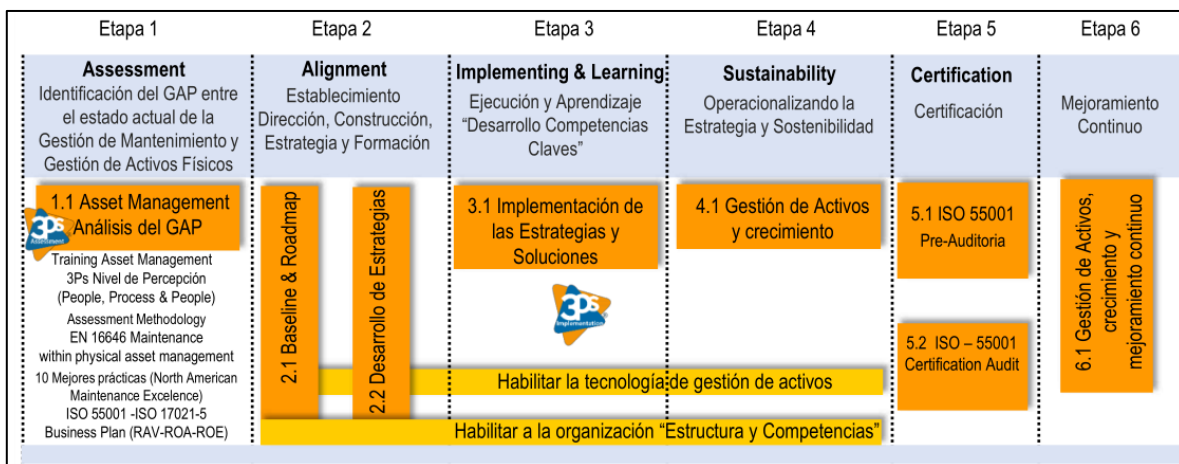 Etapa 1
Etapa 2
Etapa 3
Etapa 4
Etapa 5
Etapa 6
Assessment
Identificación del GAP entre
el estado actual de la
Gestión de Mantenimiento y
Gestión de Activos Físicos
Alignment
Establecimiento
Dirección, Construcción,
Estrategia y Formación
Implementing & Learning
Ejecución y Aprendizaje
“Desarrollo Competencias
Claves”
Sustainability
Operacionalizando la
Estrategia y Sostenibilidad
Certification
Certificación
Mejoramiento
Continuo
1.1 Asset Management
Análisis del GAP
3Ps
Assessment
Training Asset Management
3Ps Nivel de Percepción
(People, Process & People)
Assessment Methodology
EN 16646 Maintenance
within physical asset management
10 Mejores prácticas (North American
Maintenance Excelence)
ISO 55001 -ISO 17021-5
Business Plan (RAV-ROA-ROE)
2.1 Baseline & Roadmap
2.2 Desarrollo de Estrategias
3.1 Implementación de
las Estrategias y
Soluciones
3Ps
Implementation
4.1 Gestión de Activos
y crecimiento
5.1 ISO 55001
Pre-Auditoria
5.2 ISO – 55001
Certification Audit
6.1 Gestión de Activos,
crecimiento y
mejoramiento continuo
Habilitar la tecnología de gestión de activos
Habilitar a la organización “Estructura y Competencias”